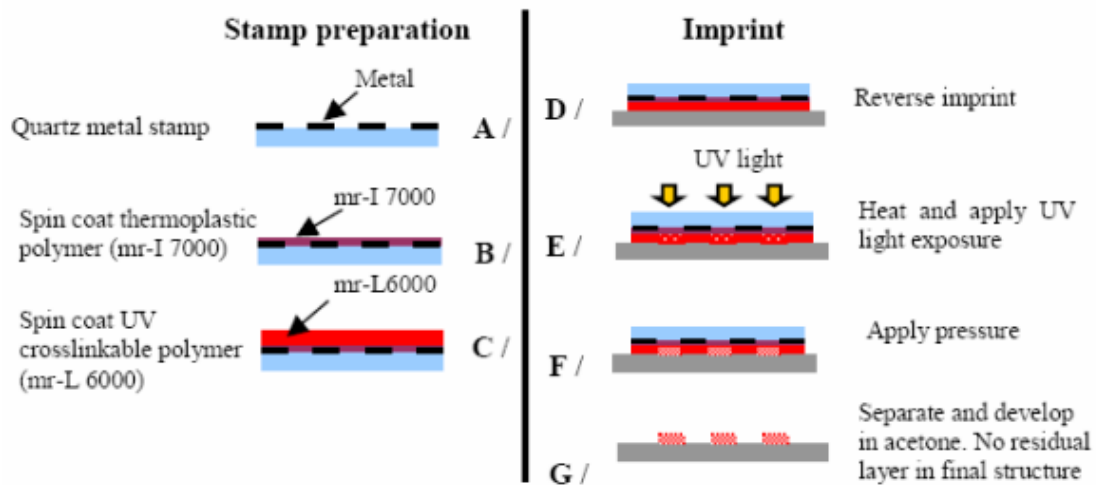 Stamp preparation
Metal
Quartz metal stamp
A /
mr-I 7000
Spin coat thermoplastic
polymer (mr-I 7000)
B /
mr-L6000
Spin coat UV
crosslinkable polymer
(mr-L 6000)
C /
Imprint
D /
Reverse imprint
UV light
E /
Heat and apply UV
light exposure
F /
Apply pressure
G /
Separate and develop
in acetone. No residual
layer in final structure